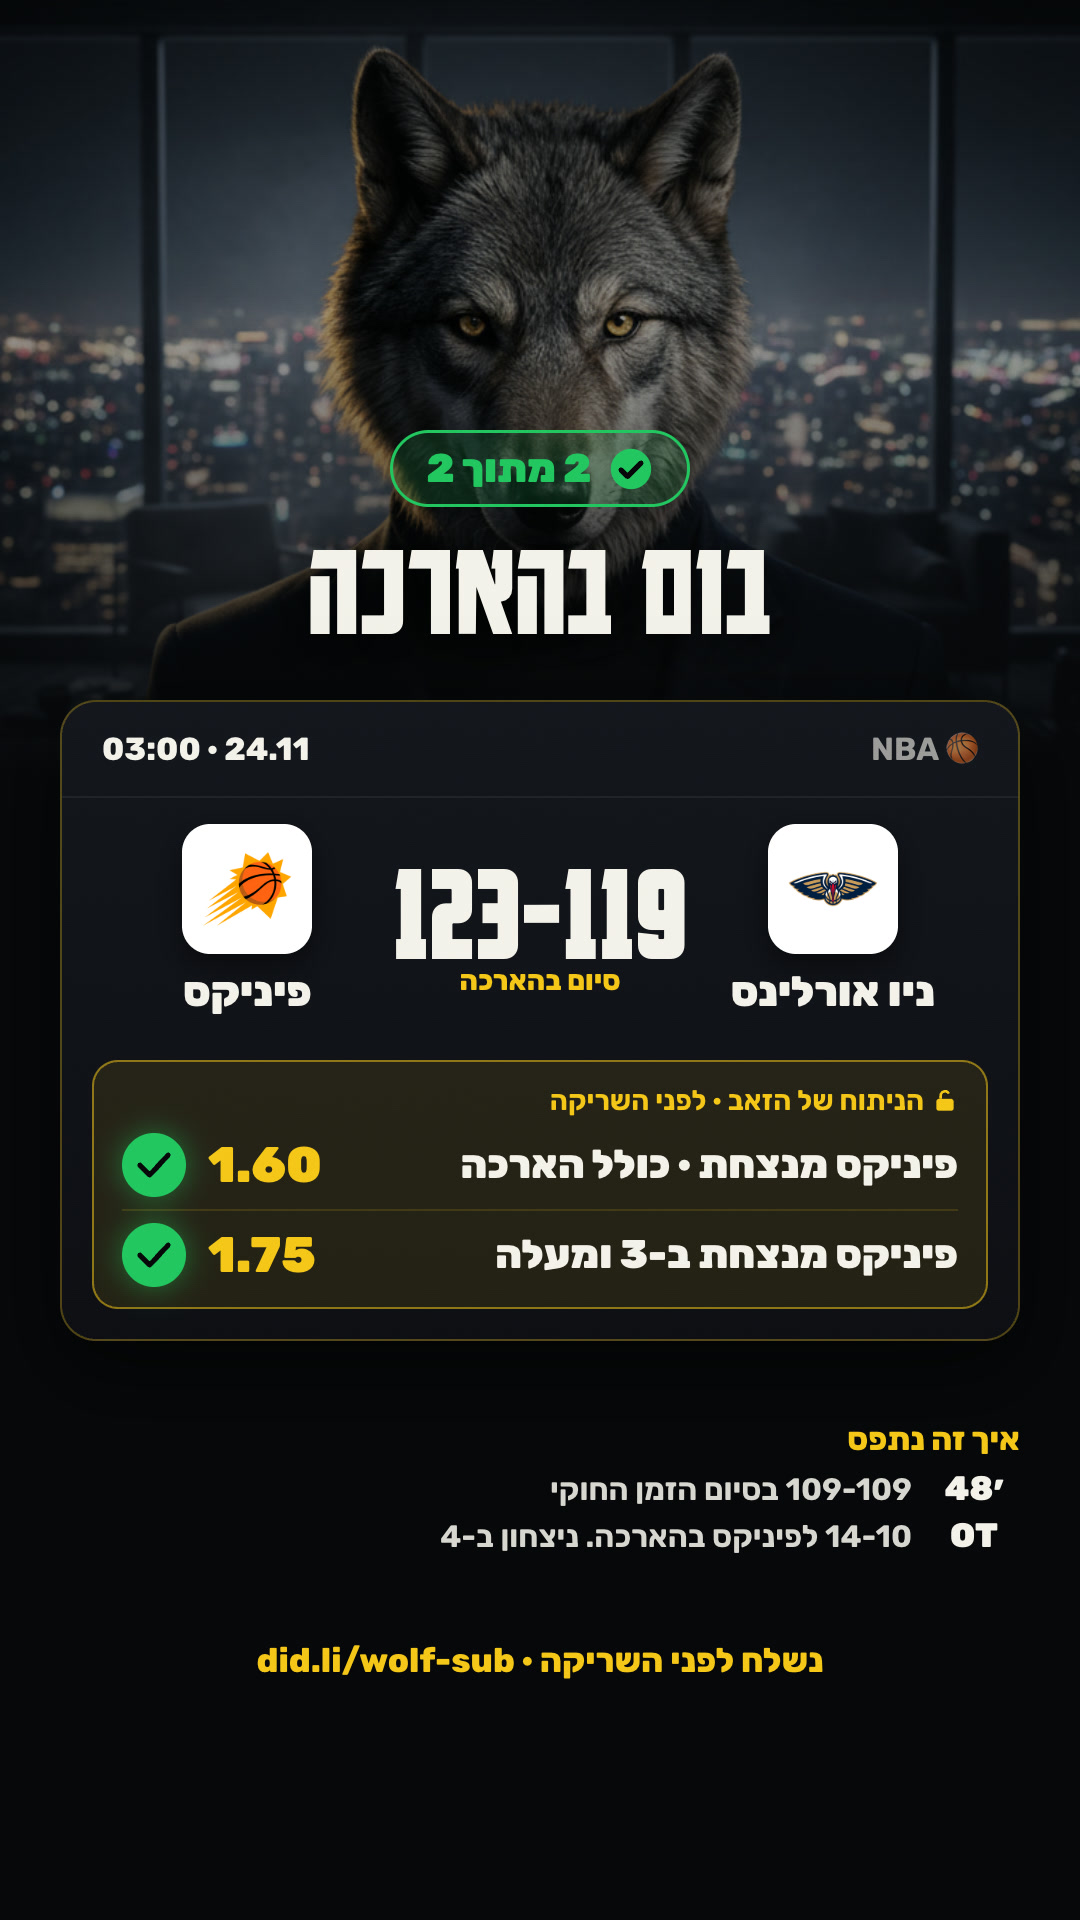 2 מתוך 2
בום בהארכה
NBA
24.11 • 03:00
123-119
סיום בהארכה
ניו אורלינס
פיניקס
הניתוח של הזאב • לפני השריקה
פיניקס מנצחת • כולל הארכה 1.60
פיניקס מנצחת ב-3 ומעלה 1.75
איך זה נתפס
48׳ 109-109 בסיום הזמן החוקי
OT 14-10 לפיניקס בהארכה. ניצחון ב-4
נשלח לפני השריקה • did.li/wolf-sub